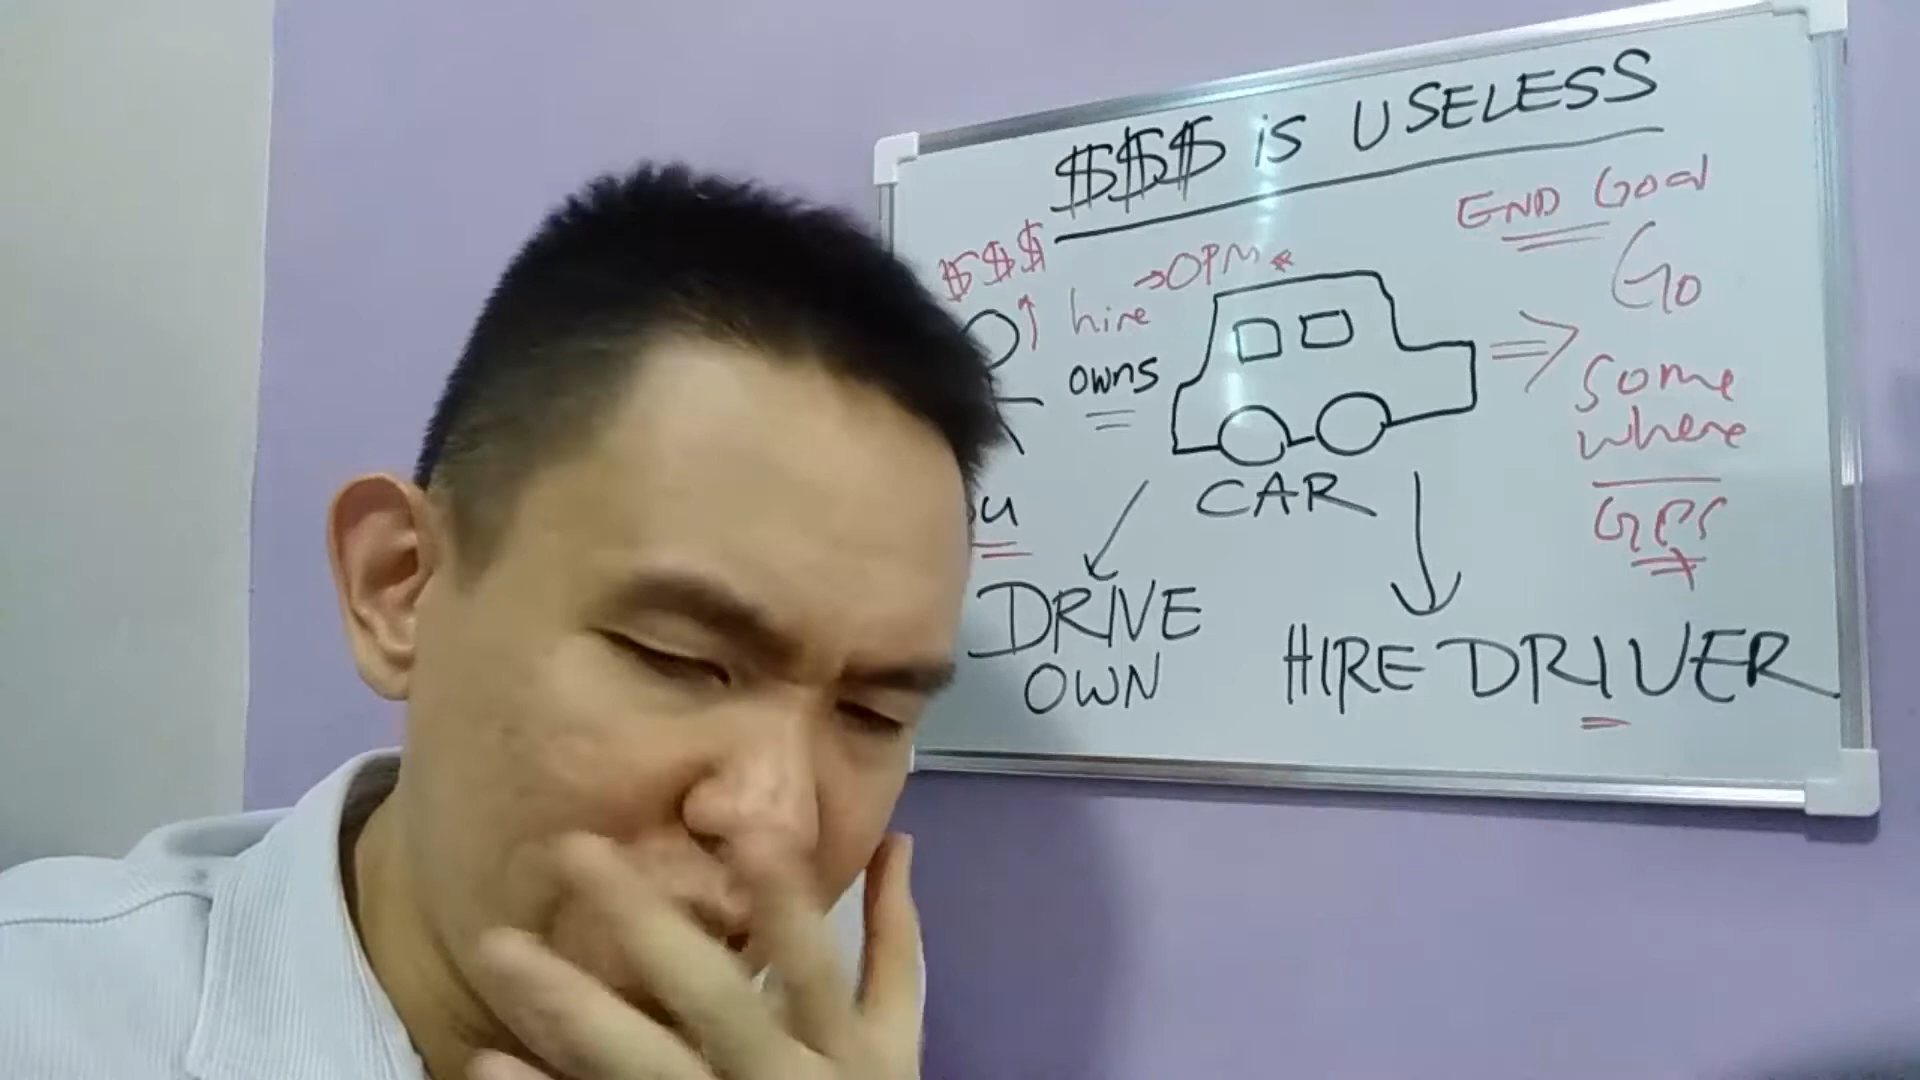 $$$ is USELESS
END Goal
$$$
→OPM*
hire
owns
Go
some
where
GPS
CAR
DRIVE
OWN
HIRE DRIVER